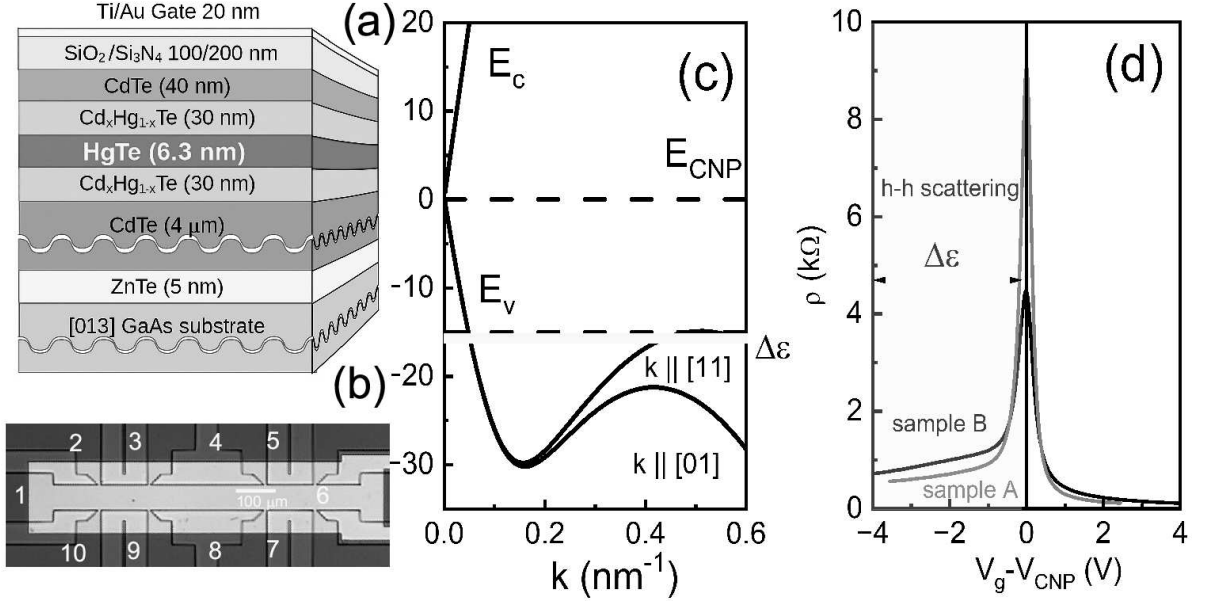 Ti/Au Gate 20 nm
SiO2/Si3N4 100/200 nm
CdTe (40 nm)
CdxHg1-xTe (30 nm)
HgTe (6.3 nm)
CdxHg1-xTe (30 nm)
CdTe (4 μm)
ZnTe (5 nm)
[013] GaAs substrate
(a)
(b)
2 3 4 5
1 100 μm 6
10 9 8 7
(c)
20
10
0
-10
-20
-30
Ec
ECNP
Ev
Δε
k || [11]
k || [01]
0.0 0.2 0.4 0.6
k (nm-1)
(d)
10
8
6
4
2
0
ρ (kΩ)
h-h scattering
Δε
sample B
sample A
-4 -2 0 2 4
Vg-VCNP (V)